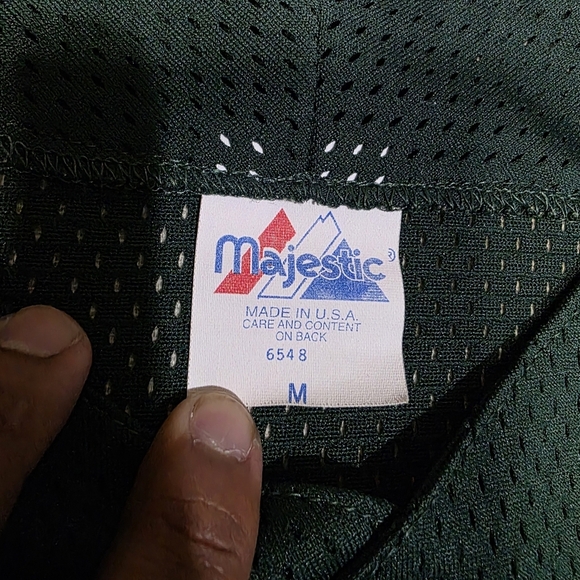 Majestic®
MADE IN U.S.A.
CARE AND CONTENT
ON BACK
6548
M